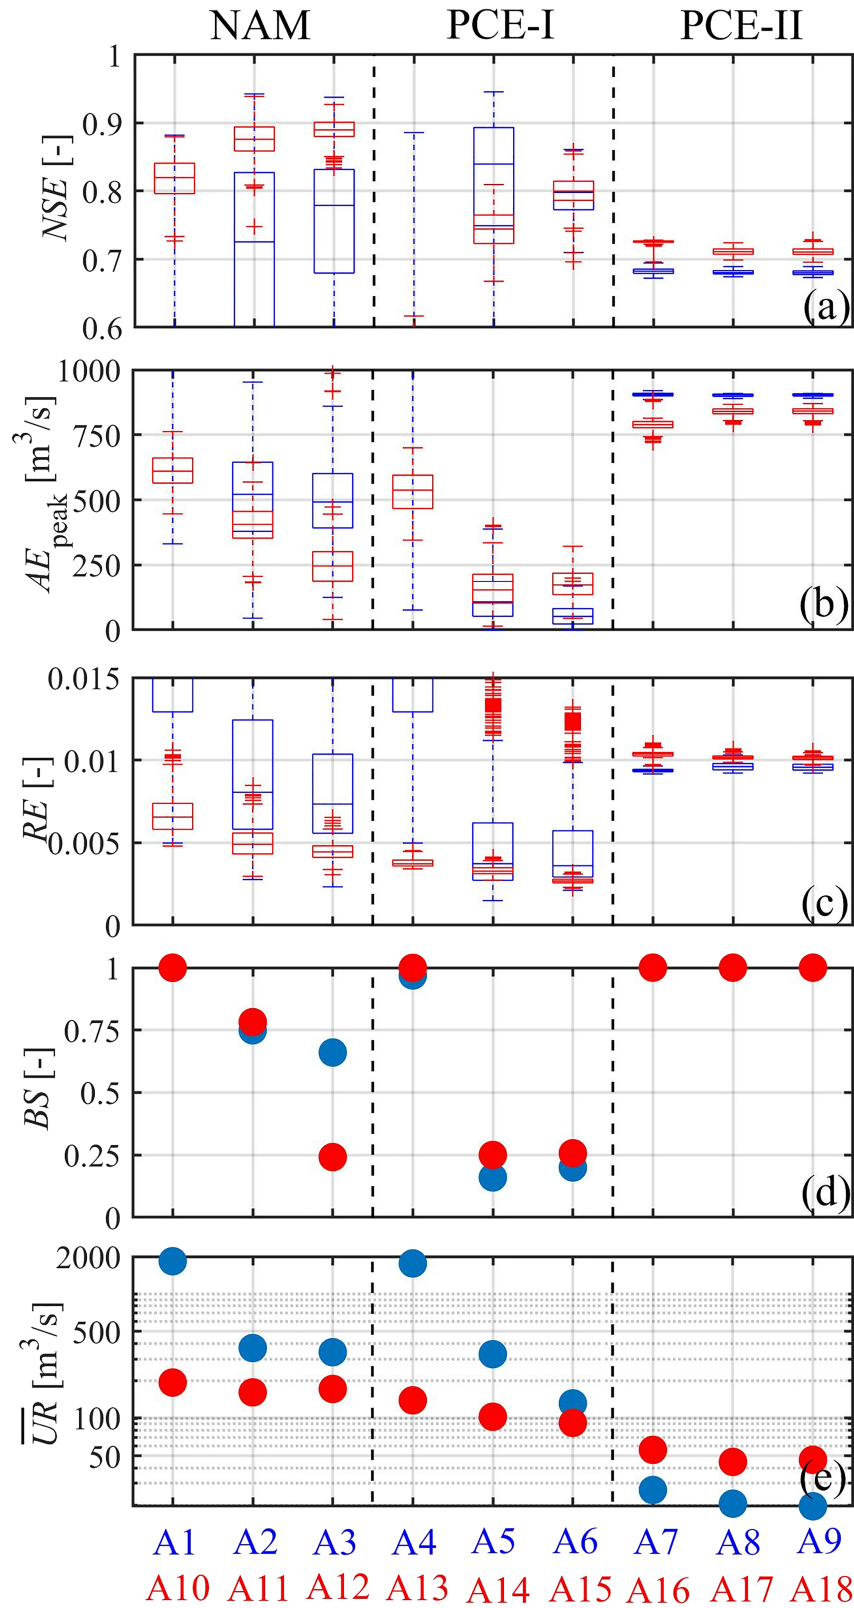 NAM PCE-I PCE-II
1
0.9
0.8
0.7
0.6
NSE [-]
(a)
1000
750
500
250
0
AE peak [m³/s]
(b)
0.015
0.01
0.005
0
RE [-]
(c)
1
0.75
0.5
0.25
0
BS [-]
(d)
2000
500
100
50
U̅R̅ [m³/s]
(e)
A1 A2 A3 A4 A5 A6 A7 A8 A9
A10 A11 A12 A13 A14 A15 A16 A17 A18